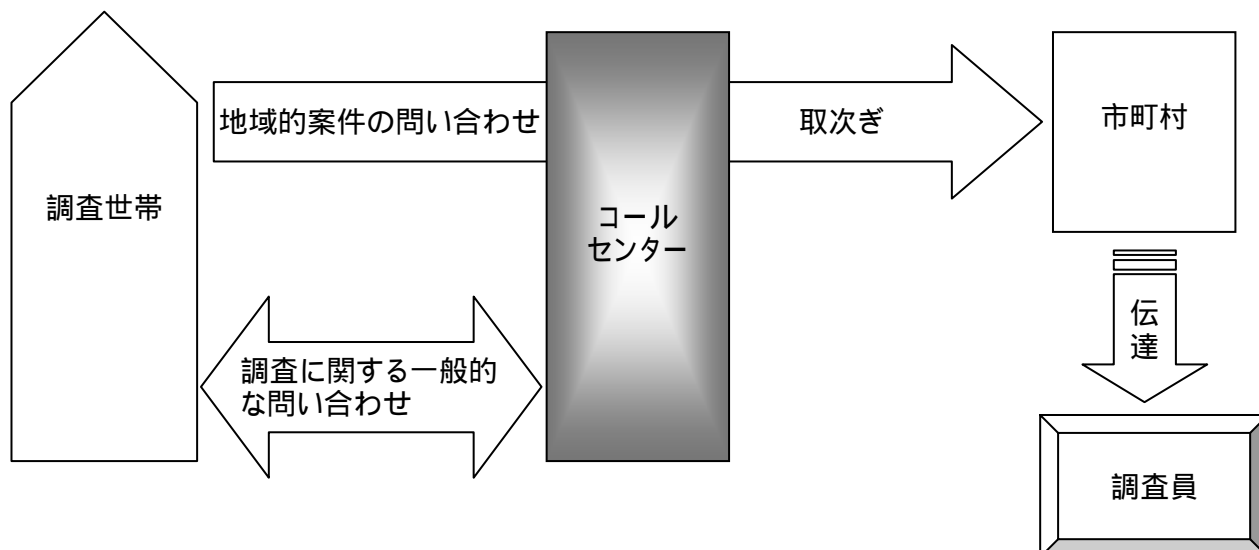 地域的案件の問い合わせ
取次ぎ
市町村
調査世帯
コール
センター
伝
達
調査に関する一般的
な問い合わせ
調査員